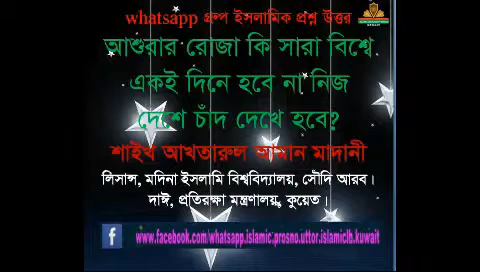 whatsapp গ্রুপ ইসলামিক প্রশ্ন উত্তর
আশুরার রোজা কি সারা বিশ্বে
একই দিনে হবে না নিজ
দেশে চাঁদ দেখে হবে?
শাইখ আখতারুল আমান মাদানী
লিসান্স, মদিনা ইসলামি বিশ্ববিদ্যালয়, সৌদি আরব।
দাঈ, প্রতিরক্ষা মন্ত্রণালয়, কুয়েত।
www.facebook.com/whatsapp.islamic.prosno.uttor.islamiclb.kuwait